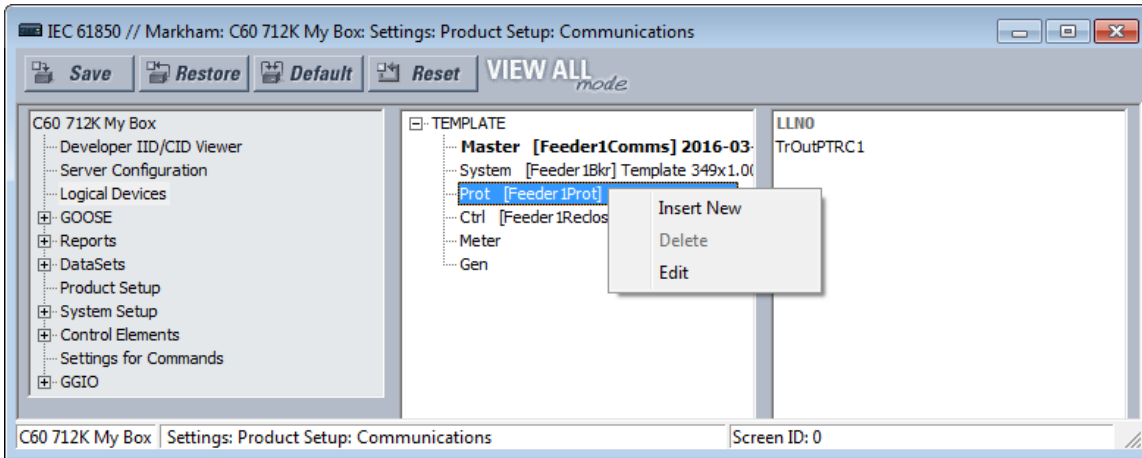 IEC 61850 // Markham: C60 712K My Box: Settings: Product Setup: Communications
Save Restore Default Reset VIEW ALL mode
C60 712K My Box
Developer IID/CID Viewer
Server Configuration
Logical Devices
GOOSE
Reports
DataSets
Product Setup
System Setup
Control Elements
Settings for Commands
GGIO
TEMPLATE
Master [Feeder1Comms] 2016-03-
System [Feeder1Bkr] Template 349x1.0
Prot [Feeder1Prot]
Ctrl [Feeder1Reclos
Meter
Gen
Insert New
Delete
Edit
LLN0
TrOutPTRC1
C60 712K My Box Settings: Product Setup: Communications Screen ID: 0